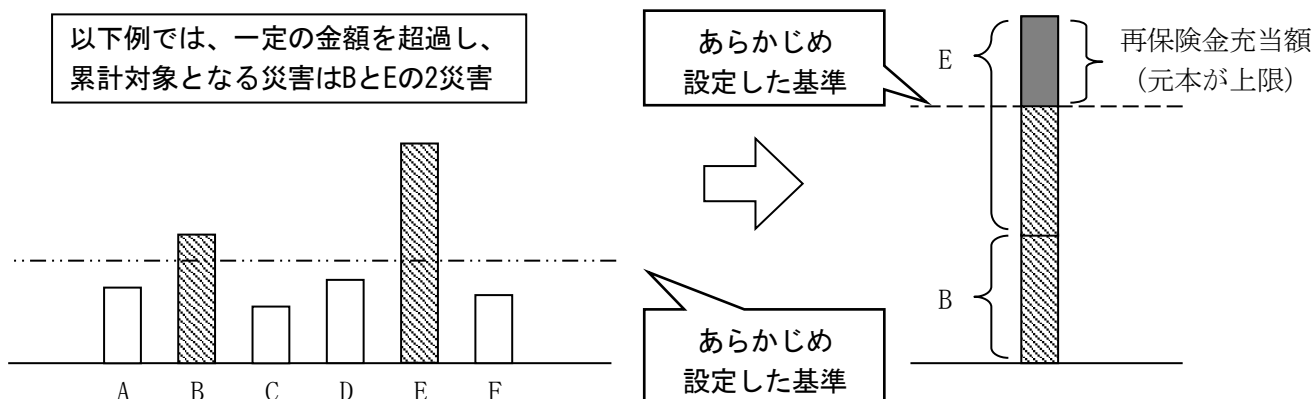 以下例では、一定の金額を超過し、
累計対象となる災害はBとEの2災害
あらかじめ
設定した基準
E
再保険金充当額
(元本が上限)
B
あらかじめ
設定した基準
A B C D E F